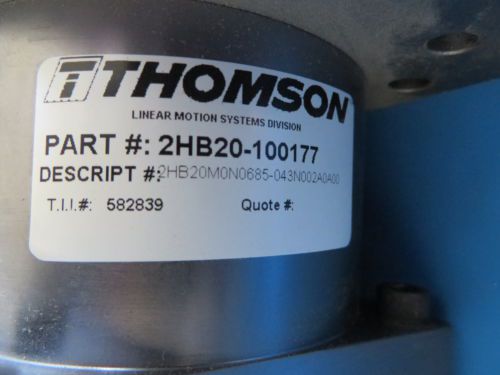 THOMSON
LINEAR MOTION SYSTEMS DIVISION
PART #: 2HB20-100177
DESCRIPT #: 2HB20M0N0685-043N002A0A00
T.I.I.#: 582839 Quote #: